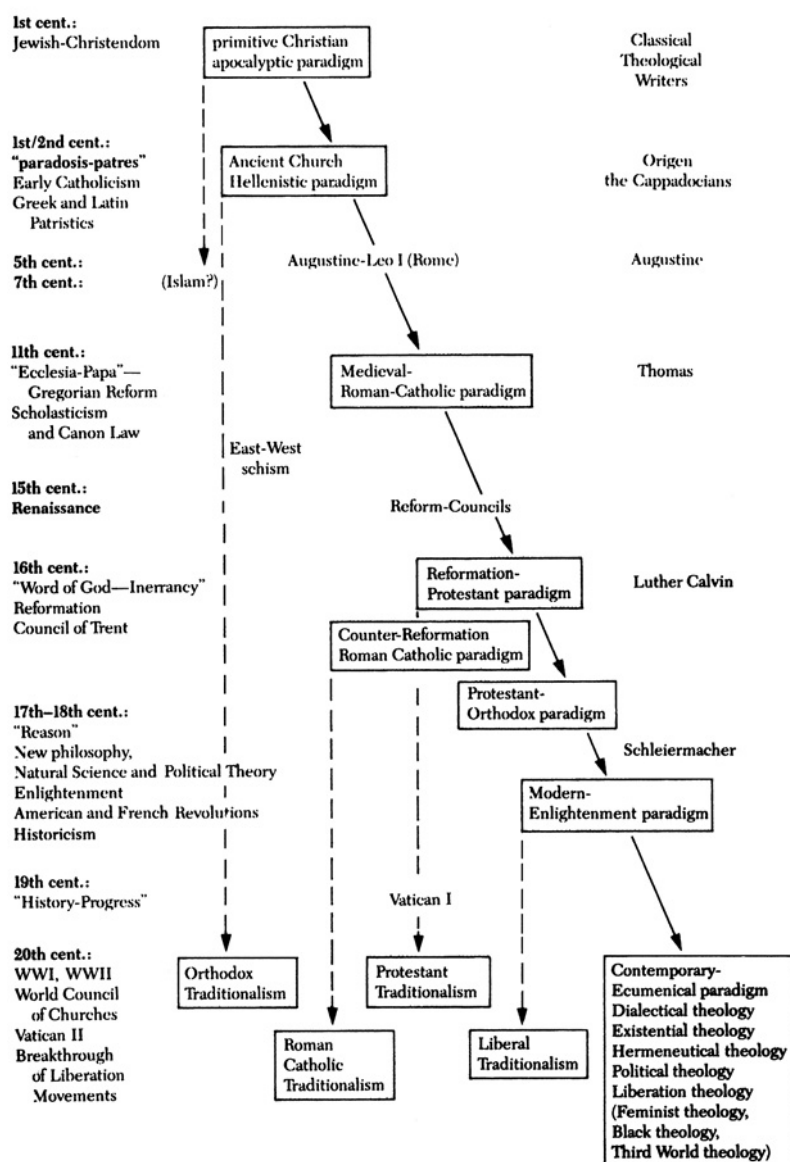 1st cent.:
Jewish-Christendom
primitive Christian
apocalyptic paradigm
Classical
Theological
Writers
1st/2nd cent.:
"paradosis-patres"
Early Catholicism
Greek and Latin
Patristics
Ancient Church
Hellenistic paradigm
Origen
the Cappadocians
5th cent.:
7th cent.:
(Islam?)
Augustine-Leo I (Rome)
Augustine
11th cent.:
"Ecclesia-Papa"—
Gregorian Reform
Scholasticism
and Canon Law
Medieval-
Roman-Catholic paradigm
Thomas
East-West
schism
15th cent.:
Renaissance
Reform-Councils
16th cent.:
"Word of God—Inerrancy"
Reformation
Council of Trent
Reformation-
Protestant paradigm
Luther Calvin
Counter-Reformation
Roman Catholic paradigm
Protestant-
Orthodox paradigm
17th–18th cent.:
"Reason"
New philosophy,
Natural Science and Political Theory
Enlightenment
American and French Revolutions
Historicism
Schleiermacher
Modern-
Enlightenment paradigm
19th cent.:
"History-Progress"
Vatican I
20th cent.:
WWI, WWII
World Council
of Churches
Vatican II
Breakthrough
of Liberation
Movements
Orthodox
Traditionalism
Protestant
Traditionalism
Roman
Catholic
Traditionalism
Liberal
Traditionalism
Contemporary-
Ecumenical paradigm
Dialectical theology
Existential theology
Hermeneutical theology
Political theology
Liberation theology
(Feminist theology,
Black theology,
Third World theology)